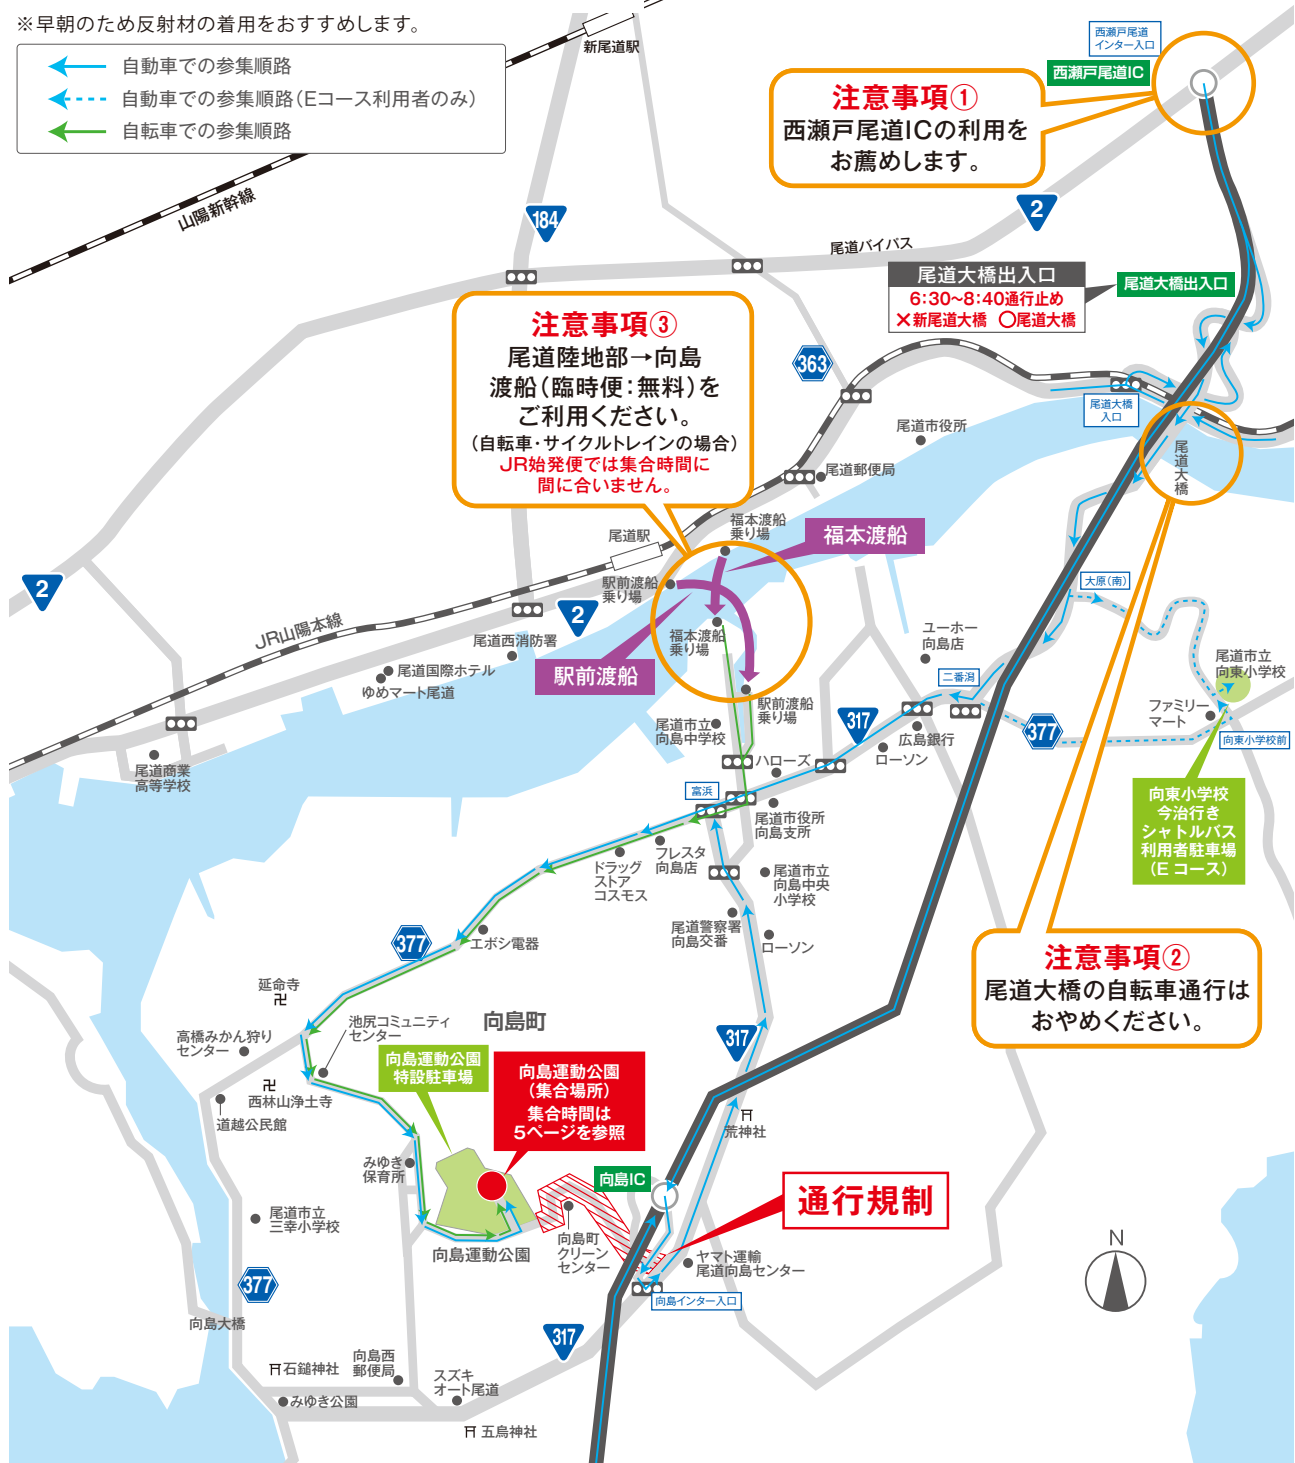 ※早朝のため反射材の着用をおすすめします。
自動車での参集順路
自動車での参集順路(Eコース利用者のみ)
自転車での参集順路
新尾道駅
山陽新幹線
184
西瀬戸尾道
インター入口
西瀬戸尾道IC
注意事項①
西瀬戸尾道ICの利用を
お薦めします。
2
尾道バイパス
尾道大橋出入口
6:30~8:40通行止め
×新尾道大橋 ○尾道大橋
尾道大橋出入口
注意事項③
尾道陸地部→向島
渡船(臨時便:無料)を
ご利用ください。
(自転車・サイクルトレインの場合)
JR始発便では集合時間に
間に合いません。
363
尾道大橋
入口
尾道市役所
尾道大橋
尾道郵便局
福本渡船
乗り場
福本渡船
尾道駅
駅前渡船
乗り場
2
2
JR山陽本線
尾道西消防署
福本渡船
乗り場
駅前渡船
尾道国際ホテル
ゆめマート尾道
駅前渡船
乗り場
大原(南)
ユーホー
向島店
二番潟
尾道市立
向東小学校
ファミリー
マート
377
向東小学校前
317
広島銀行
ローソン
尾道市立
向島中学校
ハローズ
尾道商業
高等学校
富浜
尾道市役所
向島支所
向東小学校
今治行き
シャトルバス
利用者駐車場
(E コース)
フレスタ
向島店
ドラッグ
ストア
コスモス
尾道市立
向島中央
小学校
尾道警察署
向島交番
ローソン
エボシ電器
377
注意事項②
尾道大橋の自転車通行は
おやめください。
延命寺
卍
高橋みかん狩り
センター
池尻コミュニティ
センター
向島町
317
向島運動公園
特設駐車場
向島運動公園
(集合場所)
集合時間は
5ページを参照
卍
西林山浄土寺
道越公民館
荒神社
みゆき
保育所
向島IC
通行規制
尾道市立
三幸小学校
向島運動公園
向島町
クリーン
センター
ヤマト運輸
尾道向島センター
N
377
向島インター入口
向島大橋
317
石鎚神社
向島西
郵便局
スズキ
オート尾道
みゆき公園
五烏神社